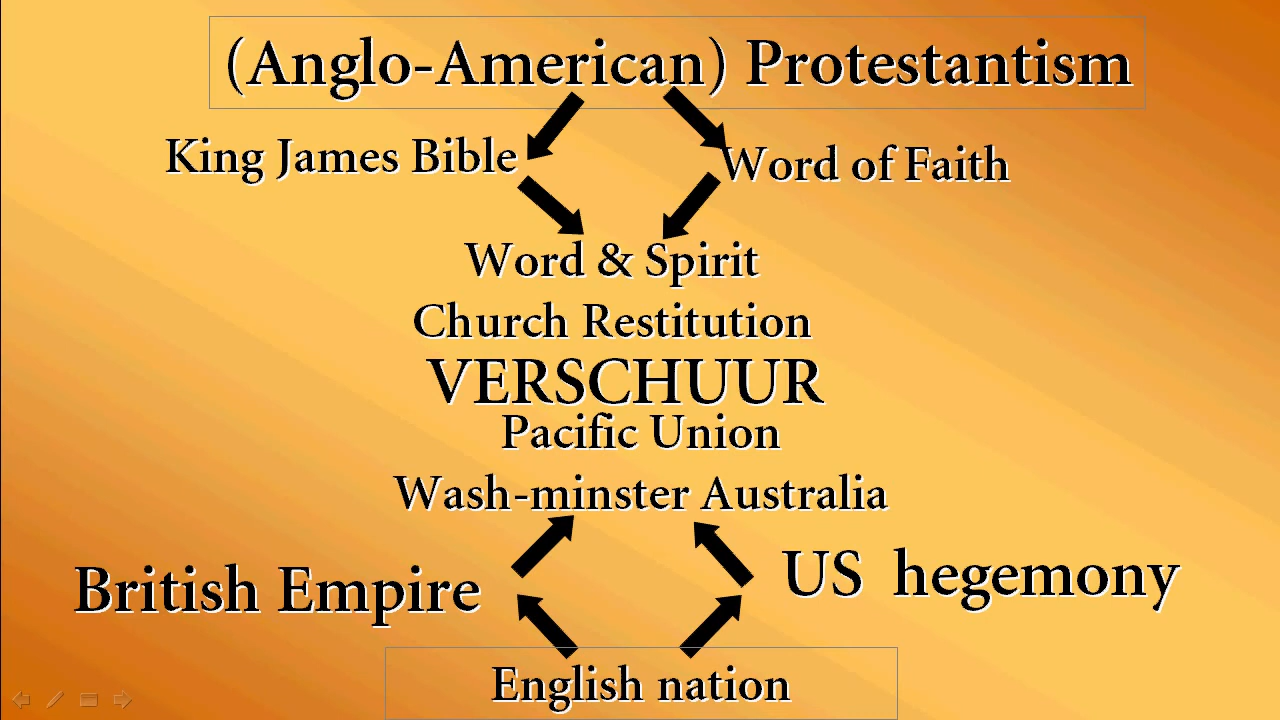 (Anglo-American) Protestantism
King James Bible
Word of Faith
Word & Spirit
Church Restitution
VERSCHUUR
Pacific Union
Wash-minster Australia
British Empire
US hegemony
English nation